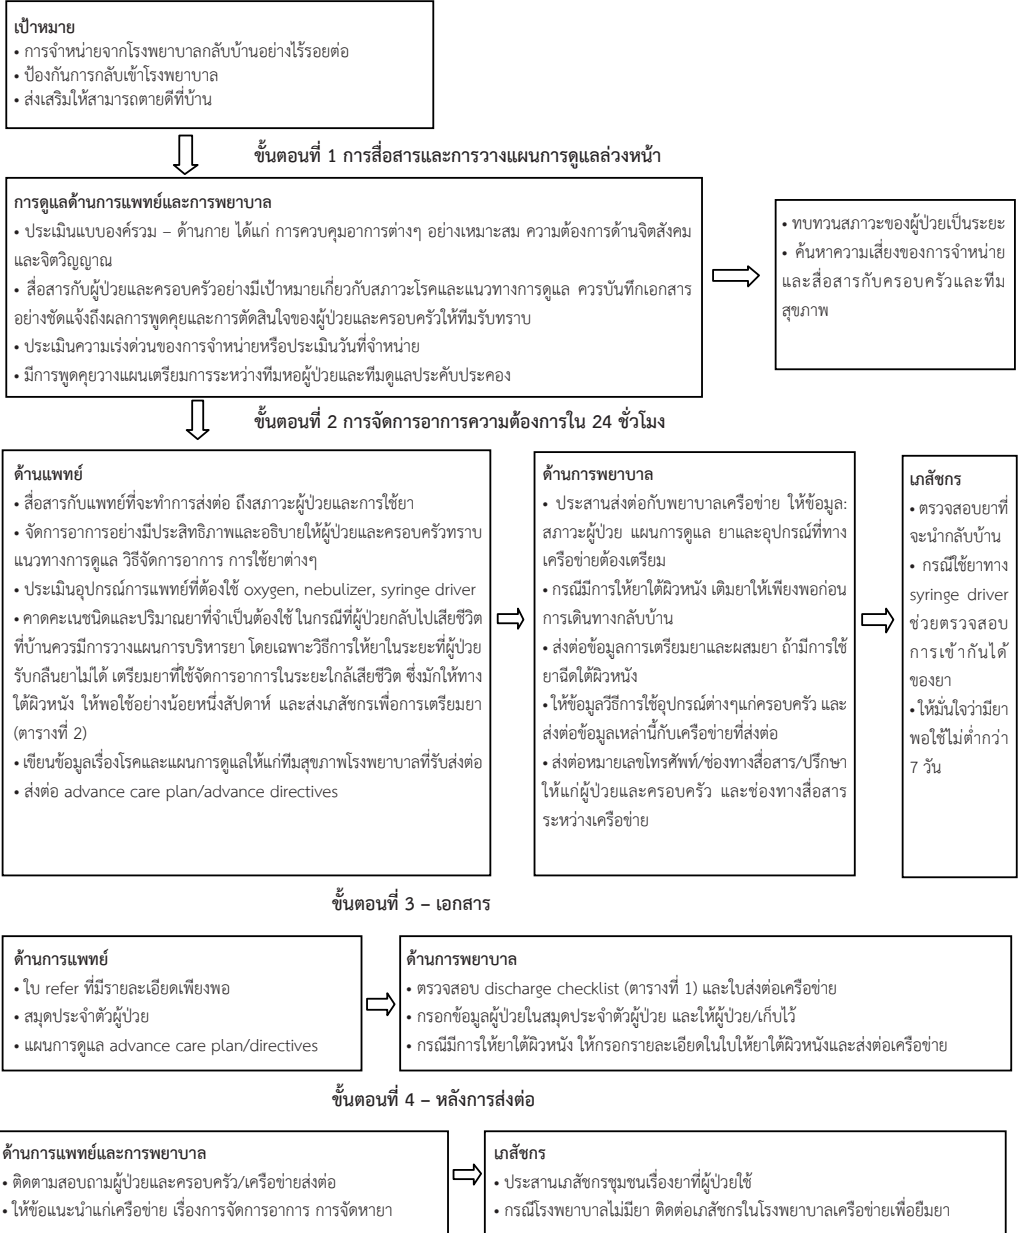 เป้าหมาย
• การจำหน่ายจากโรงพยาบาลกลับบ้านอย่างไร้รอยต่อ
• ป้องกันการกลับเข้าโรงพยาบาล
• ส่งเสริมให้สามารถตายดีที่บ้าน
ขั้นตอนที่ 1 การสื่อสารและการวางแผนการดูแลล่วงหน้า
การดูแลด้านการแพทย์และการพยาบาล
• ประเมินแบบองค์รวม – ด้านกาย ได้แก่ การควบคุมอาการต่างๆ อย่างเหมาะสม ความต้องการด้านจิตสังคม
และจิตวิญญาณ
• สื่อสารกับผู้ป่วยและครอบครัวอย่างมีเป้าหมายเกี่ยวกับสภาวะโรคและแนวทางการดูแล ควรบันทึกเอกสาร
อย่างชัดแจ้งถึงผลการพูดคุยและการตัดสินใจของผู้ป่วยและครอบครัวให้ทีมรับทราบ
• ประเมินความเร่งด่วนของการจำหน่ายหรือประเมินวันที่จำหน่าย
• มีการพูดคุยวางแผนเตรียมการระหว่างทีมหอผู้ป่วยและทีมดูแลประคับประคอง
• ทบทวนสภาวะของผู้ป่วยเป็นระยะ
• ค้นหาความเสี่ยงของการจำหน่าย
และสื่อสารกับครอบครัวและทีม
สุขภาพ
ขั้นตอนที่ 2 การจัดการอาการความต้องการใน 24 ชั่วโมง
ด้านแพทย์
• สื่อสารกับแพทย์ที่จะทำการส่งต่อ ถึงสภาวะผู้ป่วยและการใช้ยา
• จัดการอาการอย่างมีประสิทธิภาพและอธิบายให้ผู้ป่วยและครอบครัวทราบ
แนวทางการดูแล วิธีจัดการอาการ การใช้ยาต่างๆ
• ประเมินอุปกรณ์การแพทย์ที่ต้องใช้ oxygen, nebulizer, syringe driver
• คาดคะเนชนิดและปริมาณยาที่จำเป็นต้องใช้ ในกรณีที่ผู้ป่วยกลับไปเสียชีวิต
ที่บ้านควรมีการวางแผนการบริหารยา โดยเฉพาะวิธีการให้ยาในระยะที่ผู้ป่วย
รับกลืนยาไม่ได้ เตรียมยาที่ใช้จัดการอาการในระยะใกล้เสียชีวิต ซึ่งมักให้ทาง
ใต้ผิวหนัง ให้พอใช้อย่างน้อยหนึ่งสัปดาห์ และส่งเภสัชกรเพื่อการเตรียมยา
(ตารางที่ 2)
• เขียนข้อมูลเรื่องโรคและแผนการดูแลให้แก่ทีมสุขภาพโรงพยาบาลที่รับส่งต่อ
• ส่งต่อ advance care plan/advance directives
ด้านการพยาบาล
• ประสานส่งต่อกับพยาบาลเครือข่าย ให้ข้อมูล:
สภาวะผู้ป่วย แผนการดูแล ยาและอุปกรณ์ที่ทาง
เครือข่ายต้องเตรียม
• กรณีมีการให้ยาใต้ผิวหนัง เติมยาให้เพียงพอก่อน
การเดินทางกลับบ้าน
• ส่งต่อข้อมูลการเตรียมยาและผสมยา ถ้ามีการใช้
ยาฉีดใต้ผิวหนัง
• ให้ข้อมูลวิธีการใช้อุปกรณ์ต่างๆแก่ครอบครัว และ
ส่งต่อข้อมูลเหล่านี้กับเครือข่ายที่ส่งต่อ
• ส่งต่อหมายเลขโทรศัพท์/ช่องทางสื่อสาร/ปรึกษา
ให้แก่ผู้ป่วยและครอบครัว และช่องทางสื่อสาร
ระหว่างเครือข่าย
เภสัชกร
• ตรวจสอบยาที่
จะนำกลับบ้าน
• กรณีใช้ยาทาง
syringe driver
ช่วยตรวจสอบ
การเข้ากันได้
ของยา
• ให้มั่นใจว่ามียา
พอใช้ไม่ต่ำกว่า
7 วัน
ขั้นตอนที่ 3 – เอกสาร
ด้านการแพทย์
• ใบ refer ที่มีรายละเอียดเพียงพอ
• สมุดประจำตัวผู้ป่วย
• แผนการดูแล advance care plan/directives
ด้านการพยาบาล
• ตรวจสอบ discharge checklist (ตารางที่ 1) และใบส่งต่อเครือข่าย
• กรอกข้อมูลผู้ป่วยในสมุดประจำตัวผู้ป่วย และให้ผู้ป่วย/เก็บไว้
• กรณีมีการให้ยาใต้ผิวหนัง ให้กรอกรายละเอียดในใบให้ยาใต้ผิวหนังและส่งต่อเครือข่าย
ขั้นตอนที่ 4 – หลังการส่งต่อ
ด้านการแพทย์และการพยาบาล
• ติดตามสอบถามผู้ป่วยและครอบครัว/เครือข่ายส่งต่อ
• ให้ข้อแนะนำแก่เครือข่าย เรื่องการจัดการอาการ การจัดหายา
เภสัชกร
• ประสานเภสัชกรชุมชนเรื่องยาที่ผู้ป่วยใช้
• กรณีโรงพยาบาลไม่มียา ติดต่อเภสัชกรในโรงพยาบาลเครือข่ายเพื่อยืมยา